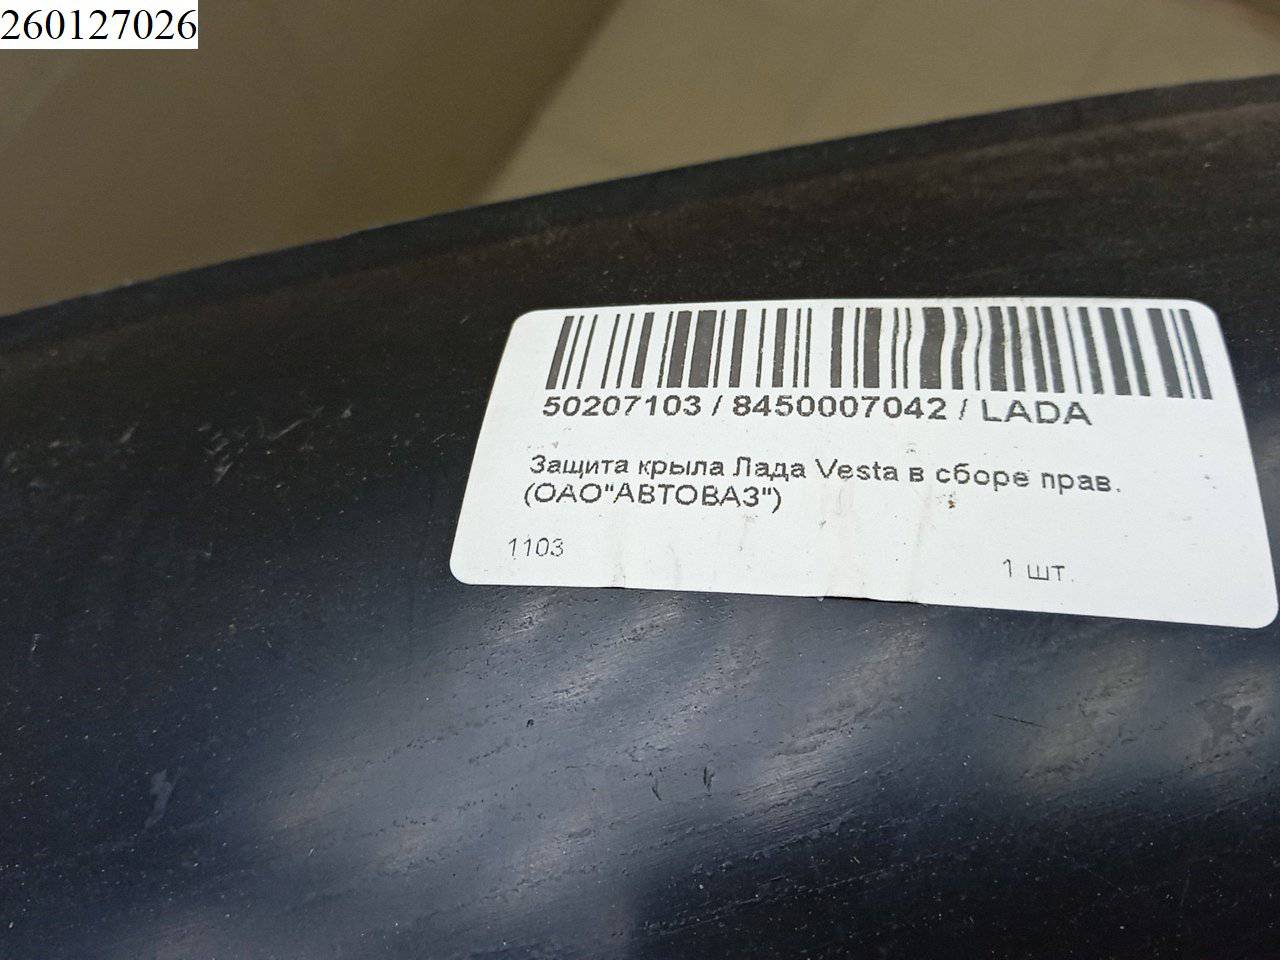 260127026
50207103 / 8450007042 / LADA
Защита крыла Лада Vesta в сборе прав.
(ОАО"АВТОВАЗ")
1103
1 шт.